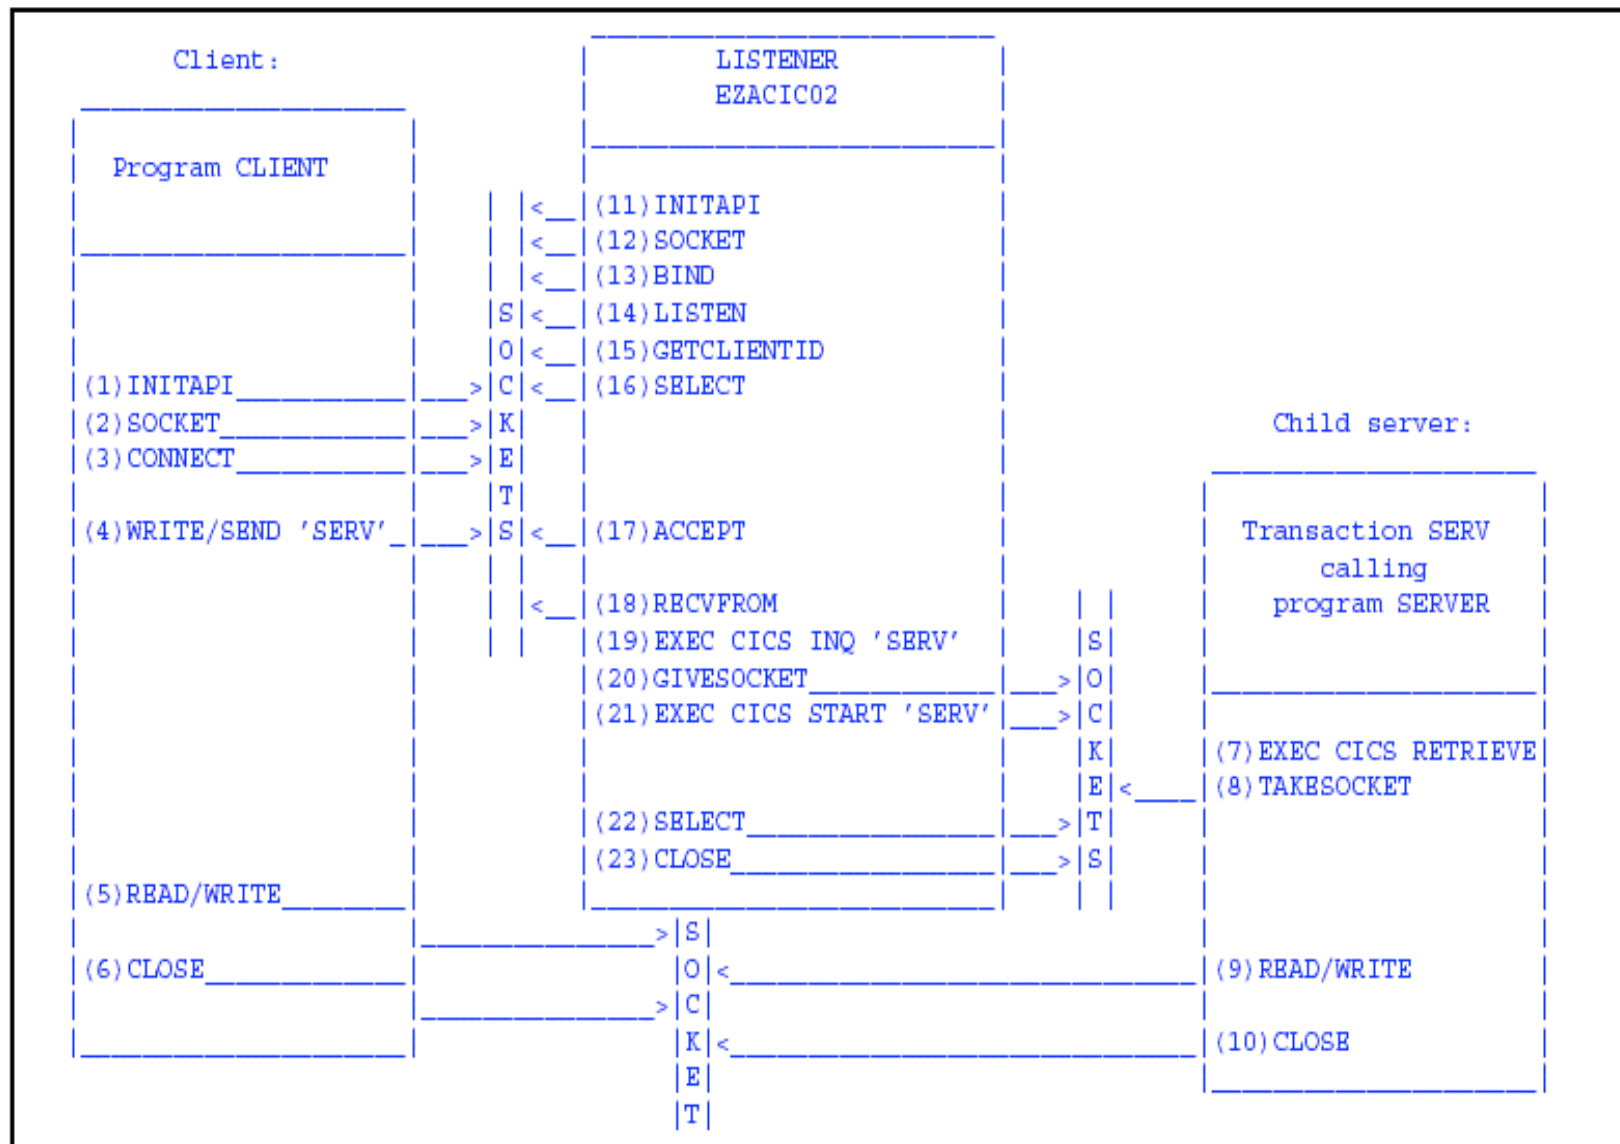 Client:
LISTENER
EZACIC02
Program CLIENT
(11)INITAPI
(12)SOCKET
(13)BIND
S (14)LISTEN
O (15)GETCLIENTID
(1)INITAPI C (16)SELECT
(2)SOCKET K Child server:
(3)CONNECT E
T
(4)WRITE/SEND 'SERV' S (17)ACCEPT Transaction SERV
calling
(18)RECVFROM program SERVER
(19)EXEC CICS INQ 'SERV' S
(20)GIVESOCKET O
(21)EXEC CICS START 'SERV' C
K (7)EXEC CICS RETRIEVE
E (8)TAKESOCKET
(22)SELECT T
(23)CLOSE S
(5)READ/WRITE
S
(6)CLOSE O (9)READ/WRITE
C
K (10)CLOSE
E
T